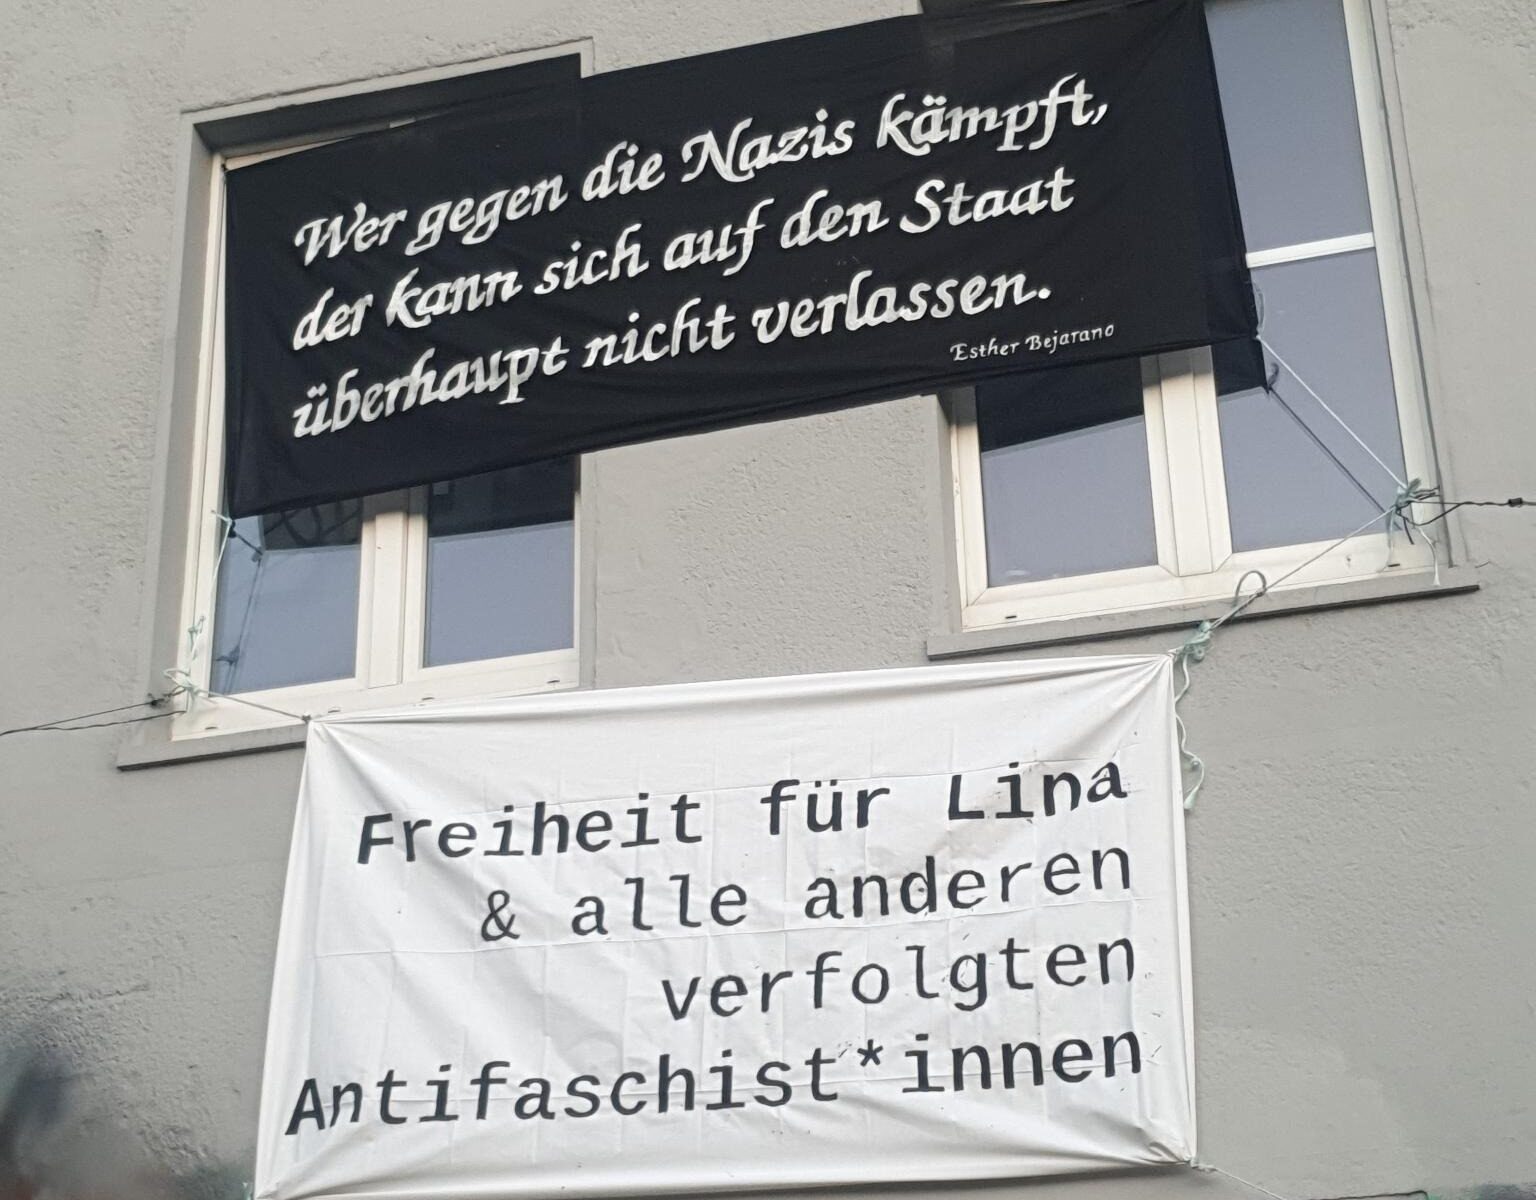 Wer gegen die Nazis kämpft,
der kann sich auf den Staat
überhaupt nicht verlassen.
Esther Bejarano
Freiheit für Lina
& alle anderen
verfolgten
Antifaschist*innen